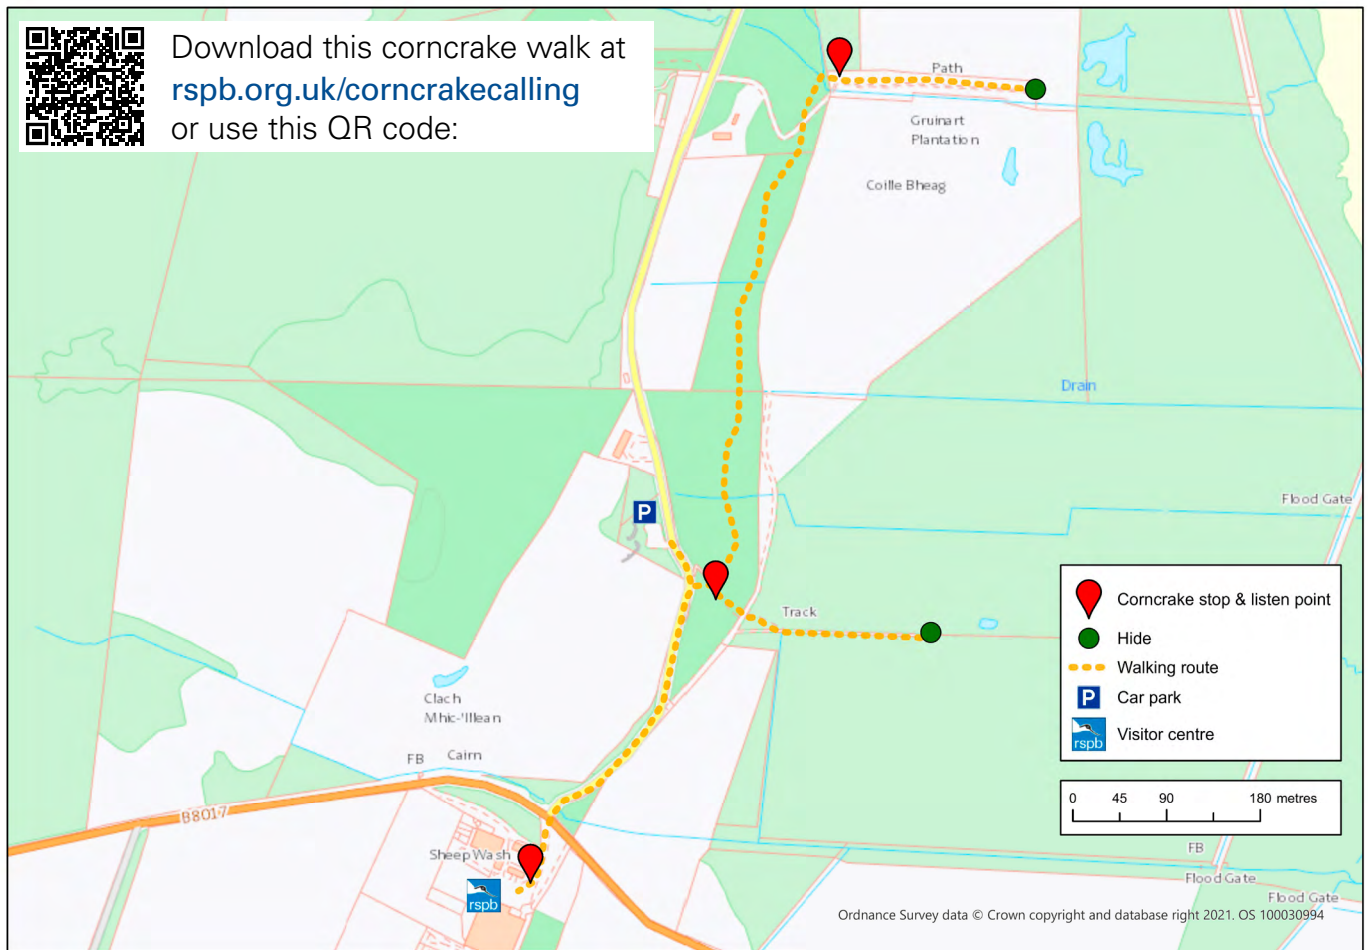 Download this corncrake walk at
rspb.org.uk/corncrakecalling
or use this QR code:
Path
Gruinart
Plantation
Coille Bheag
Drain
Flood Gate
P
Track
Clach
Mhic-'Illean
FB
Cairn
B8017
Sheep Wash
rspb
Corncrake stop & listen point
Hide
Walking route
P
Car park
rspb
Visitor centre
0 45 90 180 metres
FB
Flood Gate
Flood Gate
Ordnance Survey data © Crown copyright and database right 2021. OS 100030994